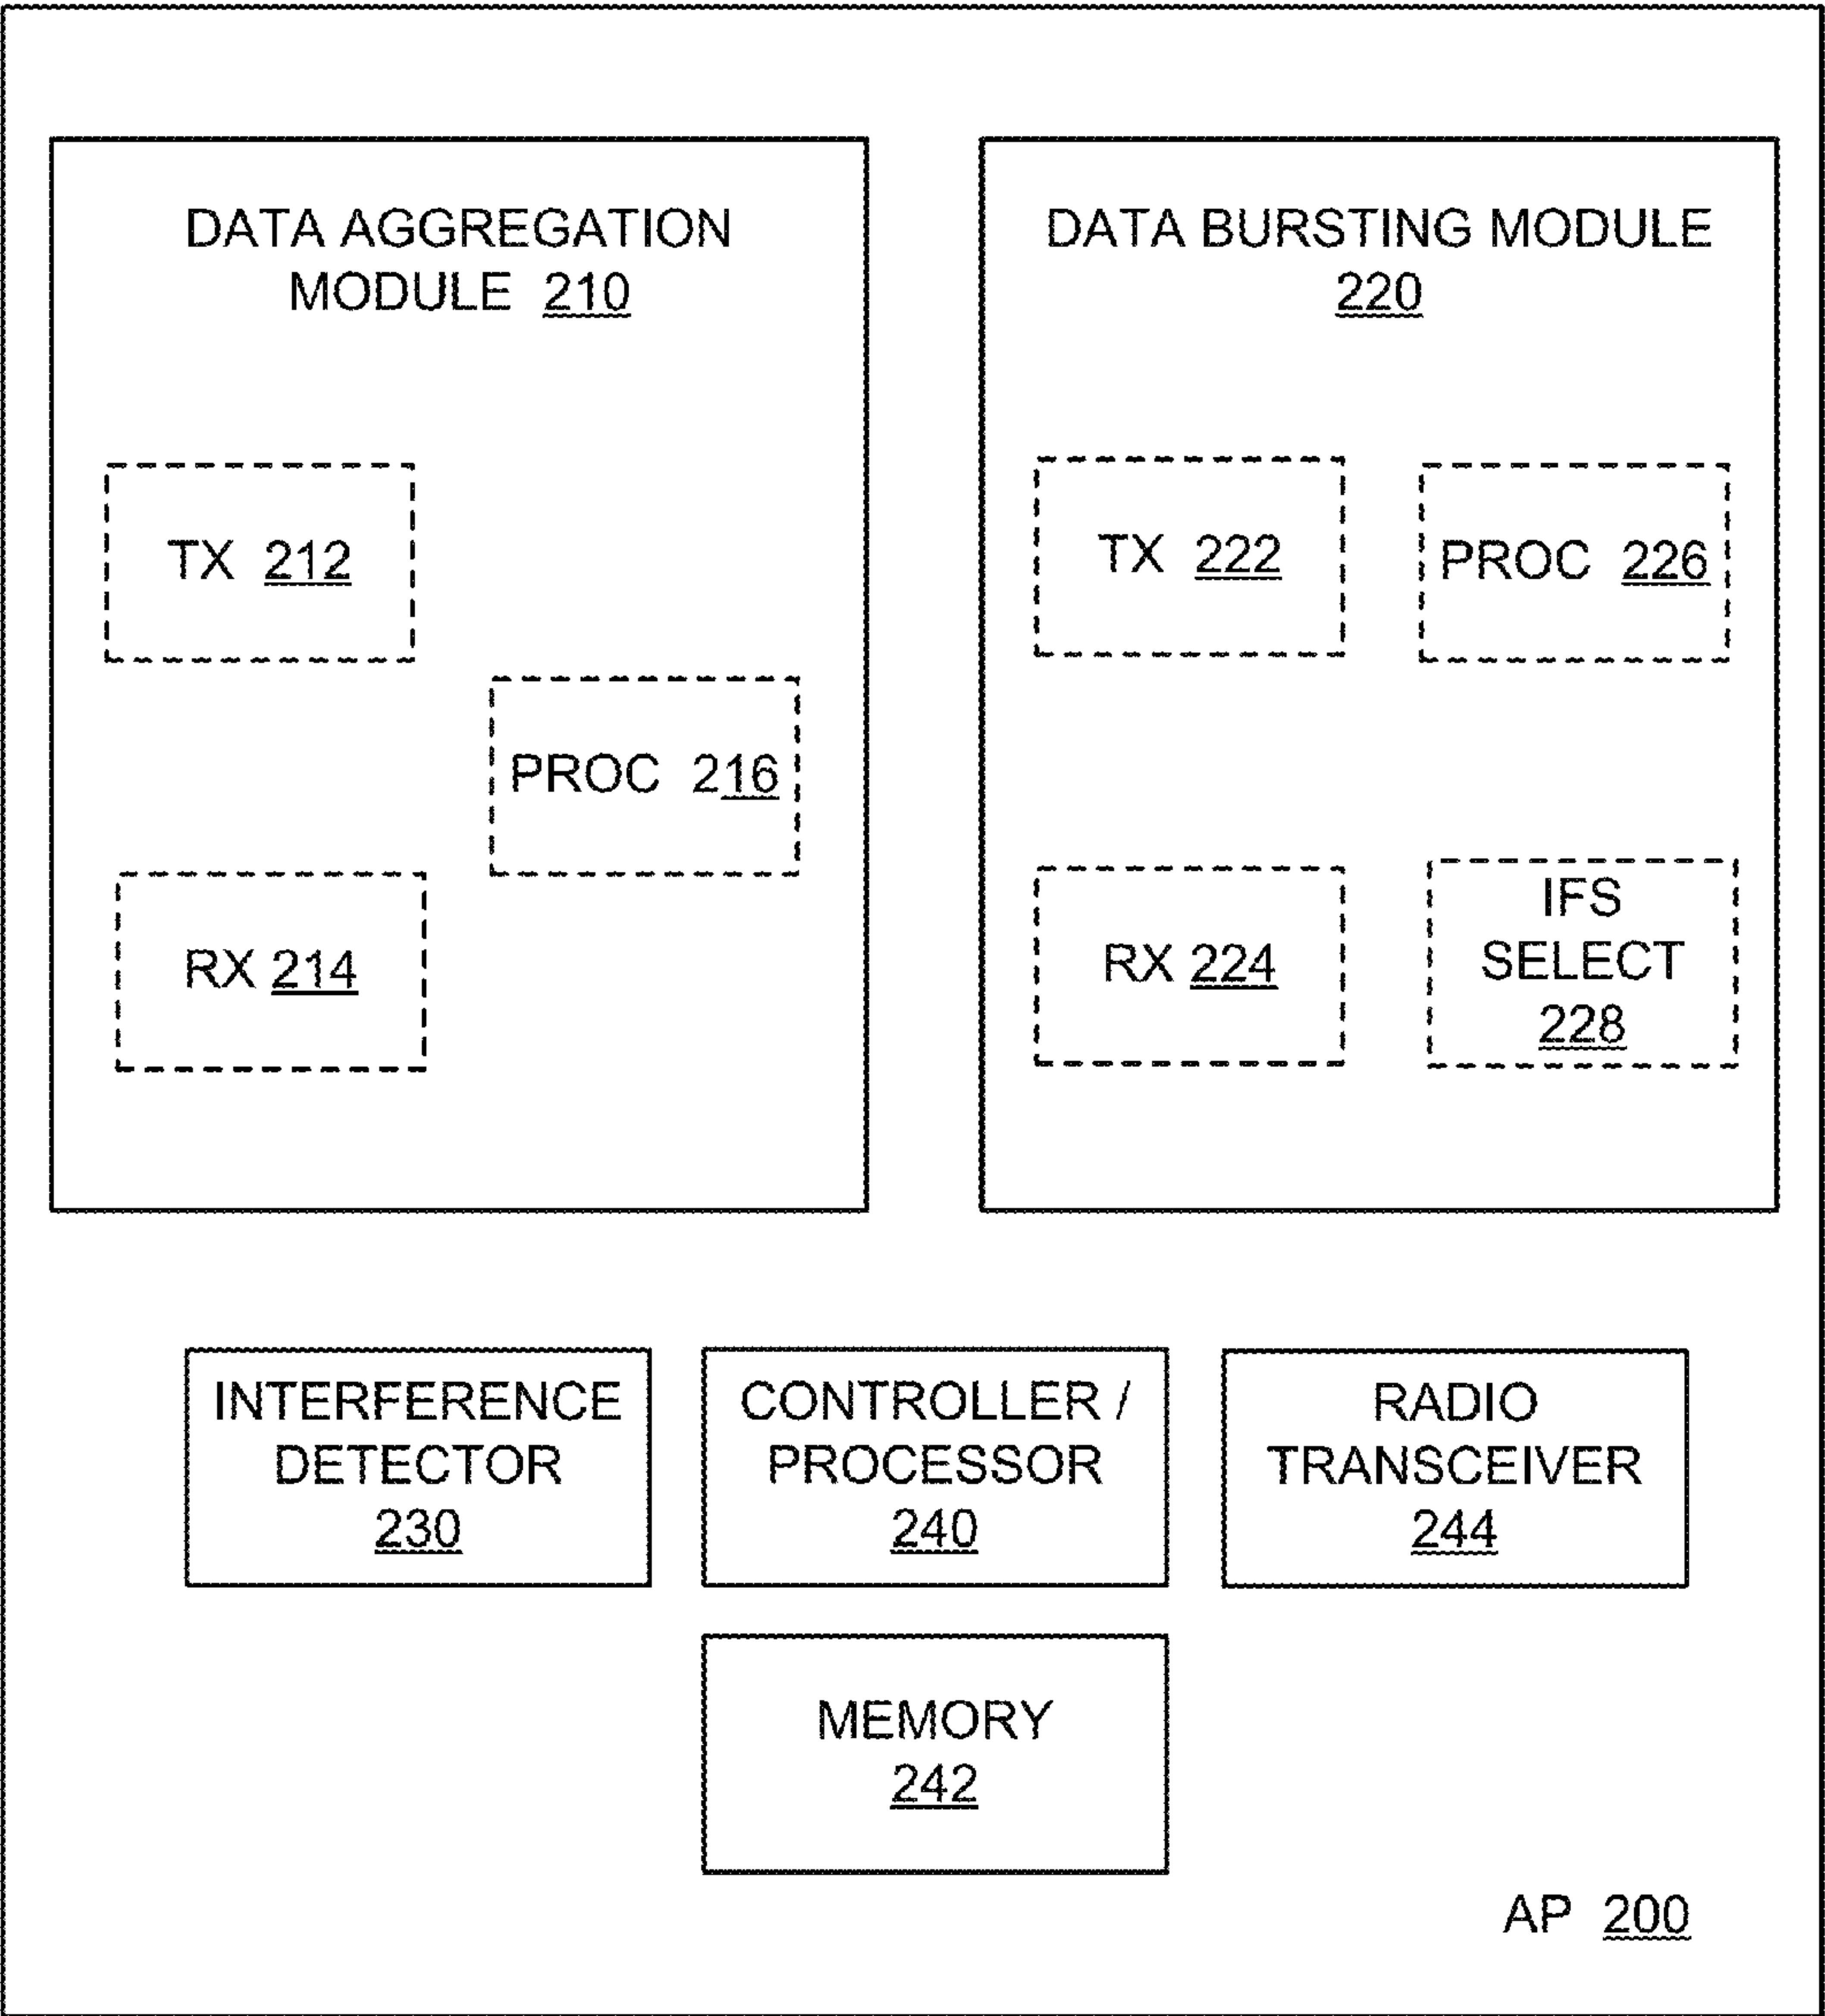 DATA AGGREGATION
MODULE 210
TX 212
PROC 216
RX 214
DATA BURSTING MODULE
220
TX 222
PROC 226
RX 224
IFS
SELECT
228
INTERFERENCE
DETECTOR
230
CONTROLLER /
PROCESSOR
240
RADIO
TRANSCEIVER
244
MEMORY
242
AP 200